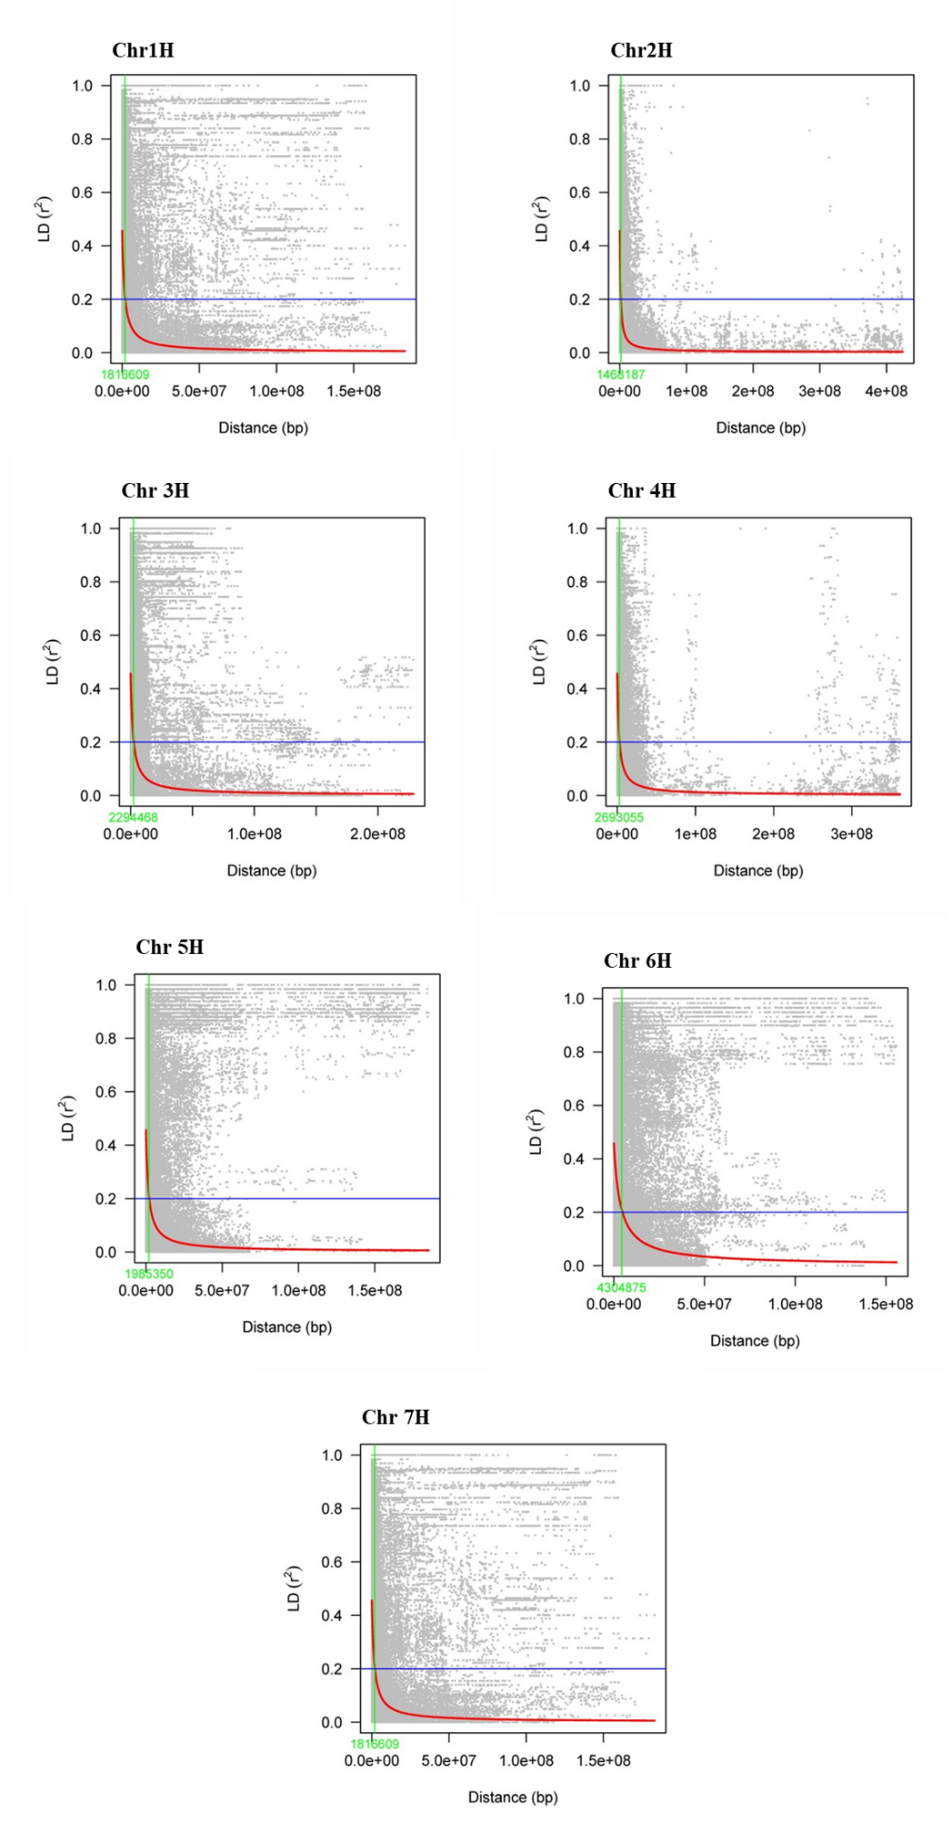 Chr1H
1.0
0.8
0.6
0.4
0.2
0.0
LD (r²)
1816609
0.0e+00 5.0e+07 1.0e+08 1.5e+08
Distance (bp)
Chr2H
1.0
0.8
0.6
0.4
0.2
0.0
LD (r²)
1468187
0e+00 1e+08 2e+08 3e+08 4e+08
Distance (bp)
Chr 3H
1.0
0.8
0.6
0.4
0.2
0.0
LD (r²)
2294468
0.0e+00 1.0e+08 2.0e+08
Distance (bp)
Chr 4H
1.0
0.8
0.6
0.4
0.2
0.0
LD (r²)
2693055
0e+00 1e+08 2e+08 3e+08
Distance (bp)
Chr 5H
1.0
0.8
0.6
0.4
0.2
0.0
LD (r²)
1985350
0.0e+00 5.0e+07 1.0e+08 1.5e+08
Distance (bp)
Chr 6H
1.0
0.8
0.6
0.4
0.2
0.0
LD (r²)
4304875
0.0e+00 5.0e+07 1.0e+08 1.5e+08
Distance (bp)
Chr 7H
1.0
0.8
0.6
0.4
0.2
0.0
LD (r²)
1816609
0.0e+00 5.0e+07 1.0e+08 1.5e+08
Distance (bp)